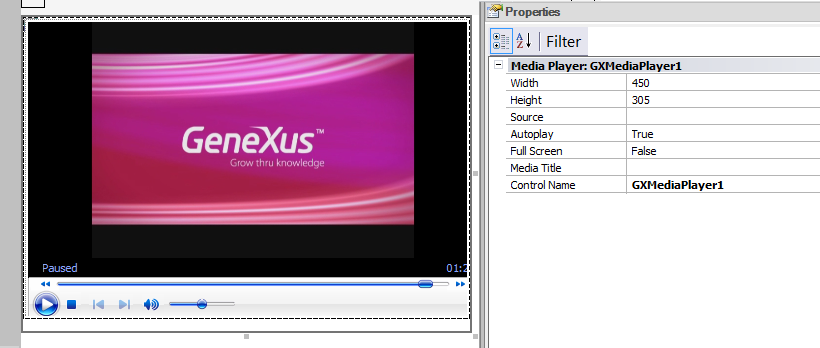 GeneXus™
Grow thru knowledge
Paused
01:2
Properties
A
Z
Filter
Media Player: GXMediaPlayer1
Width 450
Height 305
Source
Autoplay True
Full Screen False
Media Title
Control Name GXMediaPlayer1